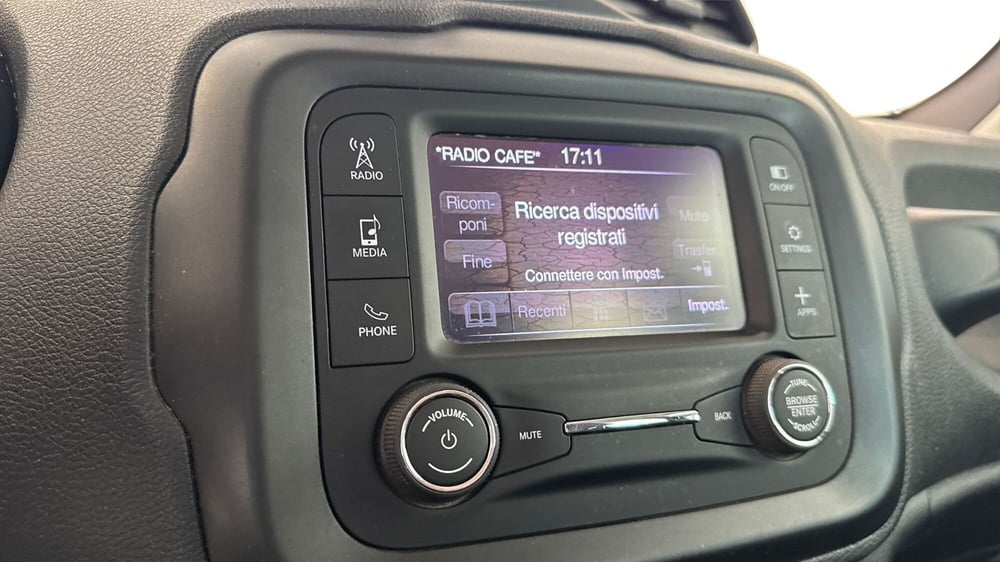 *RADIO CAFE'* 17:11
RADIO
MEDIA
PHONE
Ricom-
poni
Fine
Ricerca dispositivi
registrati
Connettere con Impost.
Mute
Trasfer
Recenti
Impost.
ON/OFF
SETTINGS
APPS
VOLUME
MUTE
BACK
TUNE
BROWSE
ENTER
SCROLL